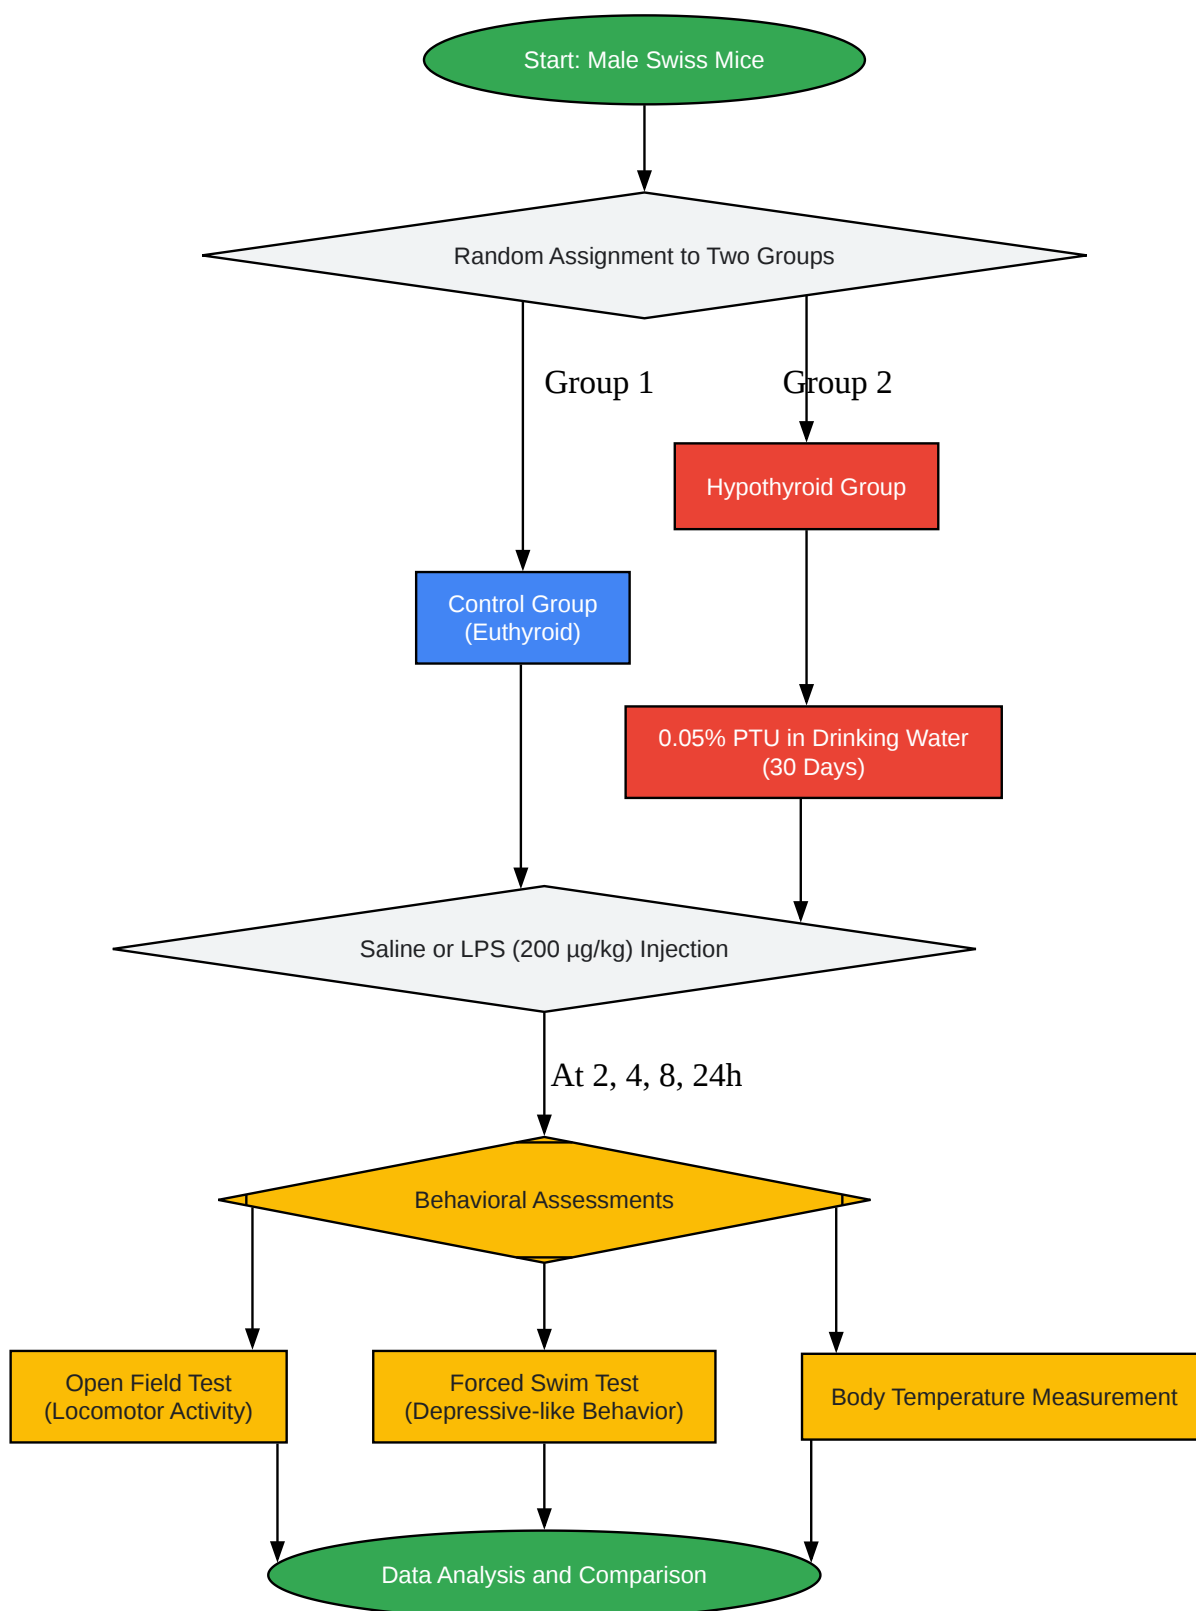 Start: Male Swiss Mice
Random Assignment to Two Groups
Group 1
Group 2
Hypothyroid Group
Control Group
(Euthyroid)
0.05% PTU in Drinking Water
(30 Days)
Saline or LPS (200 µg/kg) Injection
At 2, 4, 8, 24h
Behavioral Assessments
Open Field Test
(Locomotor Activity)
Forced Swim Test
(Depressive-like Behavior)
Body Temperature Measurement
Data Analysis and Comparison